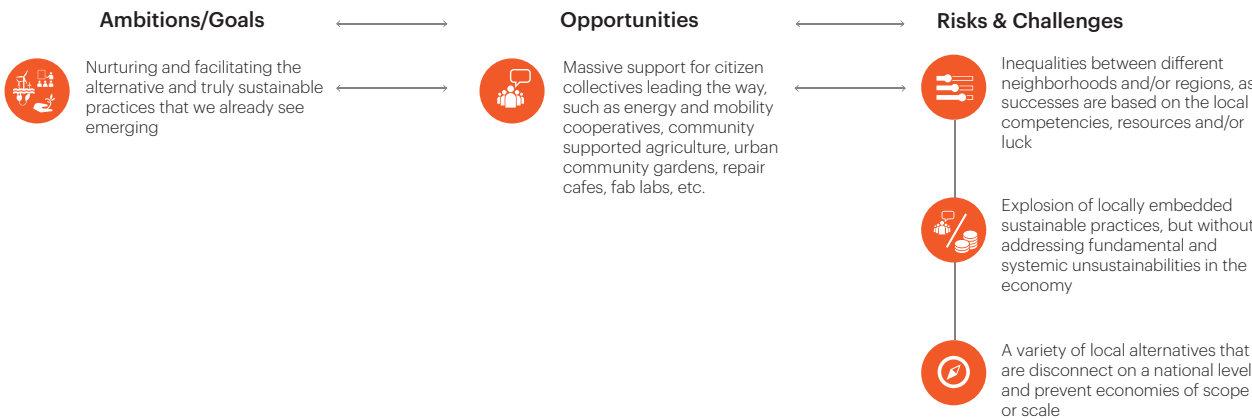 Ambitions/Goals
Opportunities
Risks & Challenges
Nurturing and facilitating the
alternative and truly sustainable
practices that we already see
emerging
Massive support for citizen
collectives leading the way,
such as energy and mobility
cooperatives, community
supported agriculture, urban
community gardens, repair
cafes, fab labs, etc.
Inequalities between different
neighborhoods and/or regions, as
successes are based on the local
competencies, resources and/or
luck
Explosion of locally embedded
sustainable practices, but without
addressing fundamental and
systemic unsustainabilities in the
economy
A variety of local alternatives that
are disconnect on a national level
and prevent economies of scope
or scale